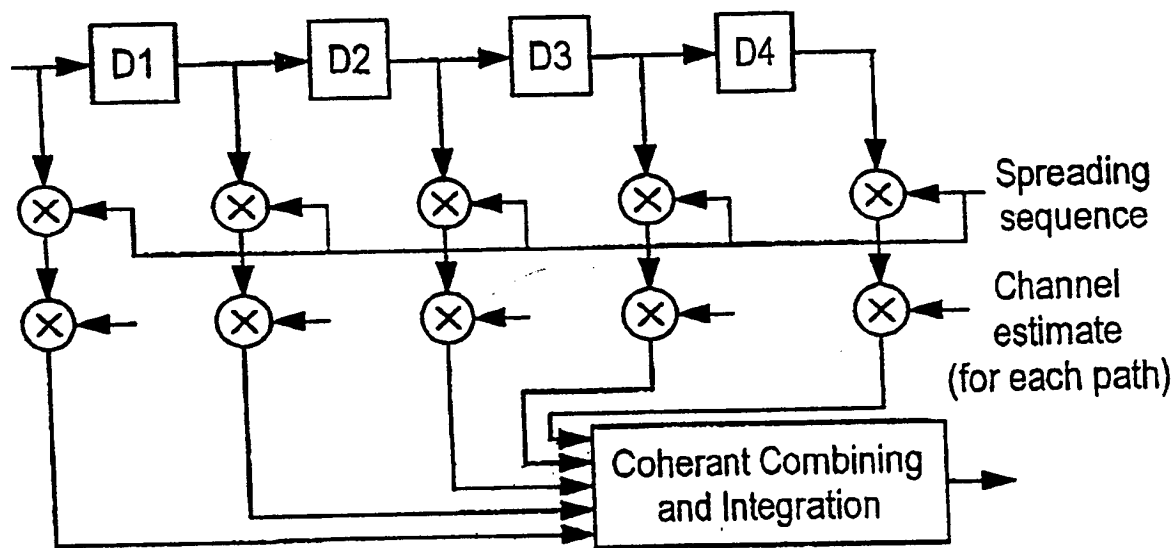 D1
D2
D3
D4
Spreading
sequence
Channel
estimate
(for each path)
Coherant Combining
and Integration